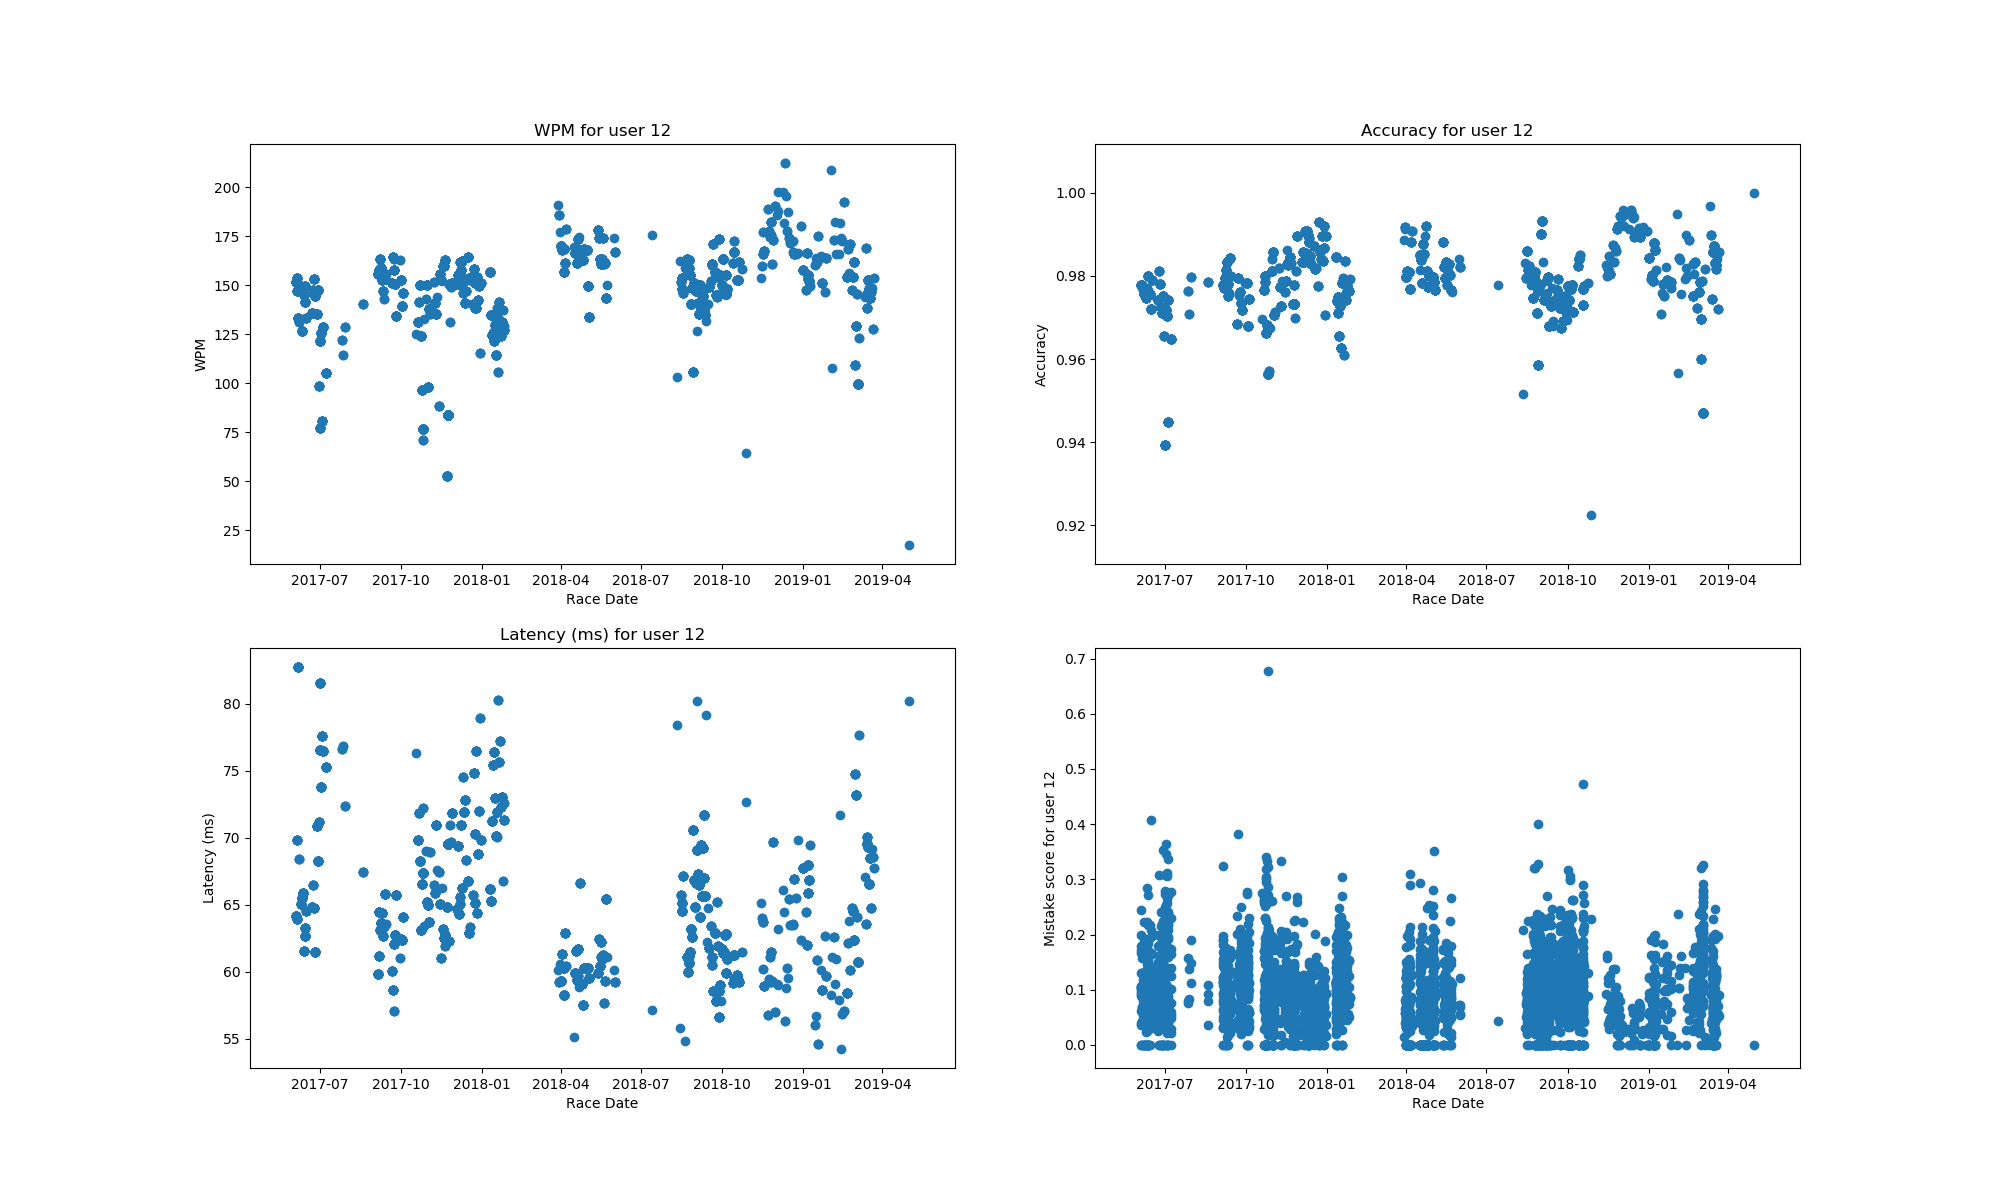 WPM for user 12
200
175
150
125
100
75
50
25
WPM
2017-07 2017-10 2018-01 2018-04 2018-07 2018-10 2019-01 2019-04
Race Date
Accuracy for user 12
1.00
0.98
0.96
0.94
0.92
Accuracy
2017-07 2017-10 2018-01 2018-04 2018-07 2018-10 2019-01 2019-04
Race Date
Latency (ms) for user 12
80
75
70
65
60
55
Latency (ms)
2017-07 2017-10 2018-01 2018-04 2018-07 2018-10 2019-01 2019-04
Race Date
0.7
0.6
0.5
0.4
0.3
0.2
0.1
0.0
Mistake score for user 12
2017-07 2017-10 2018-01 2018-04 2018-07 2018-10 2019-01 2019-04
Race Date